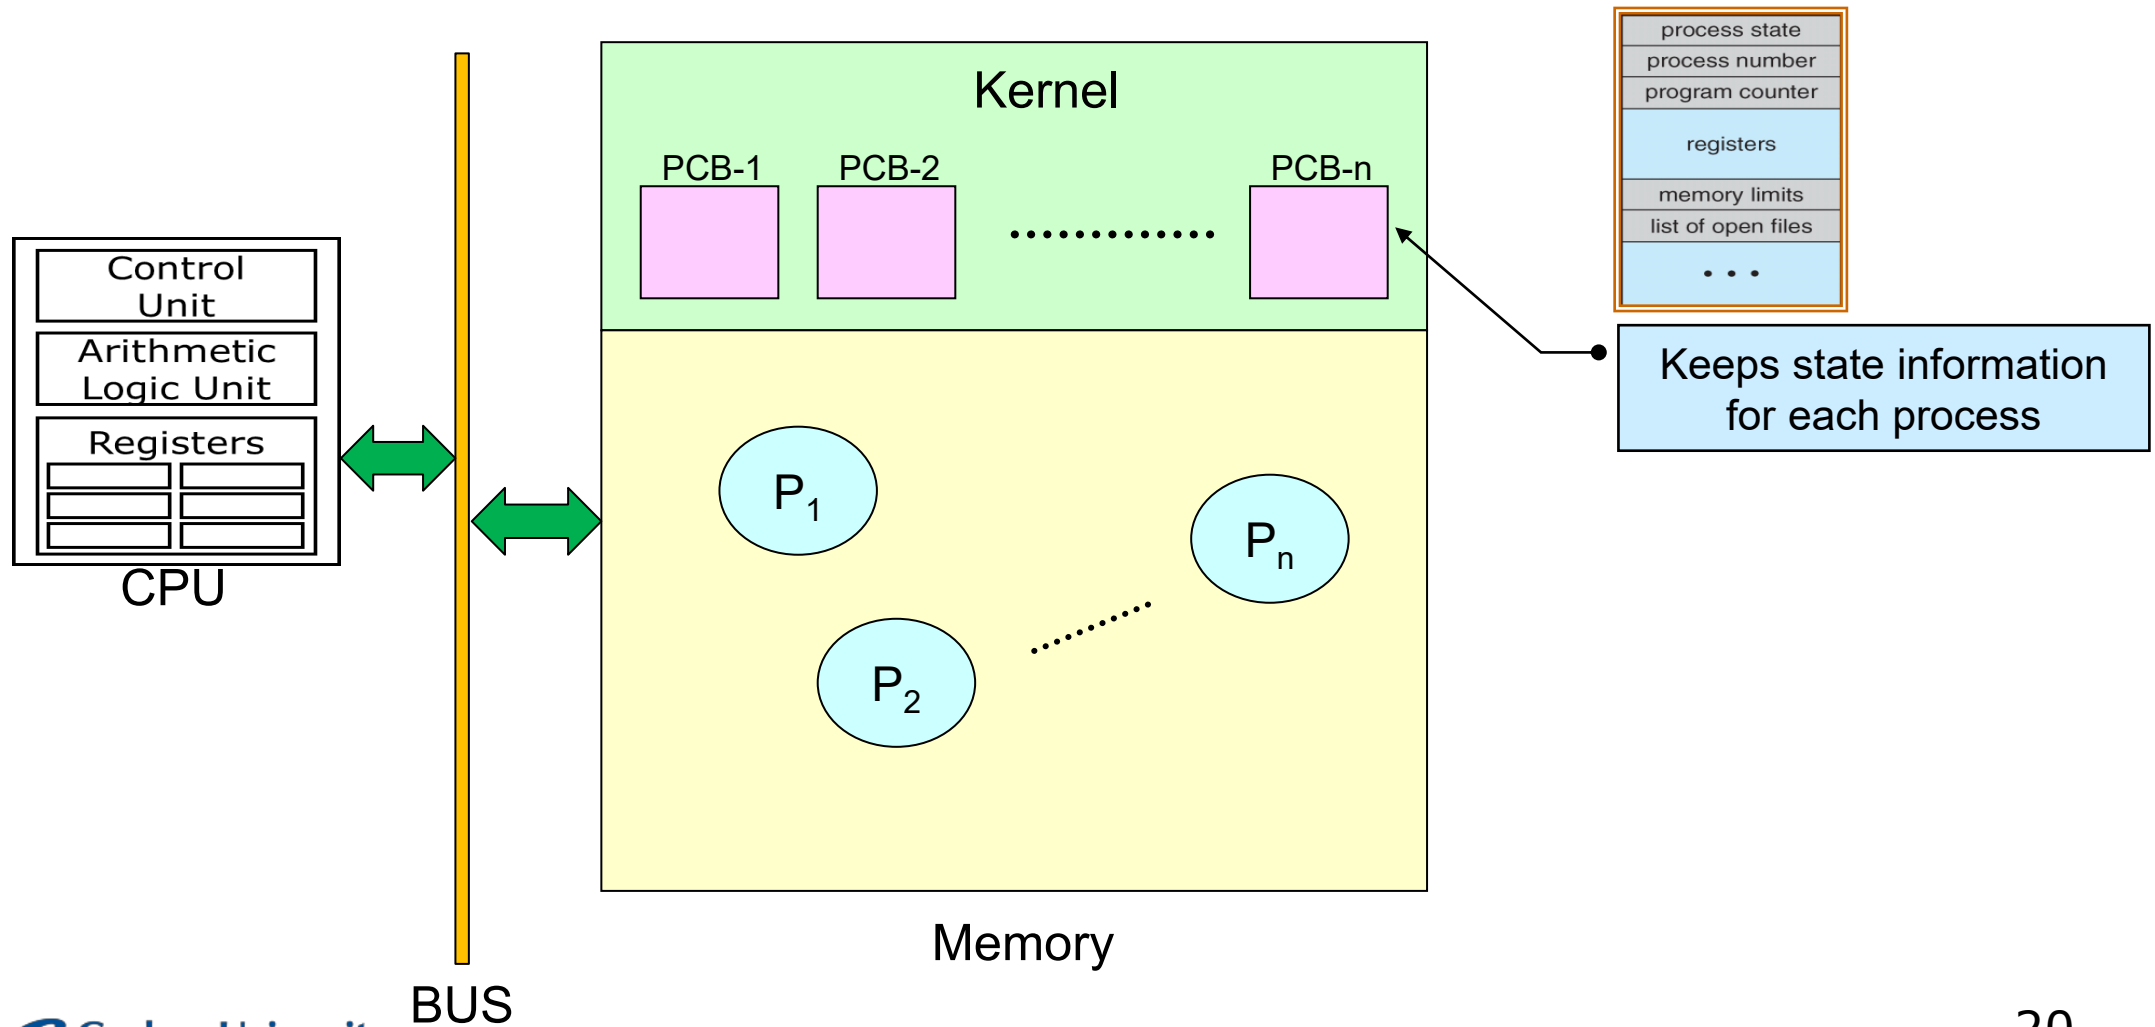 process state
process number
program counter
registers
memory limits
list of open files
• • •
Keeps state information
for each process
Kernel
PCB-1
PCB-2
PCB-n
Control
Unit
Arithmetic
Logic Unit
Registers
CPU
P1
Pn
P2
Memory
BUS
20